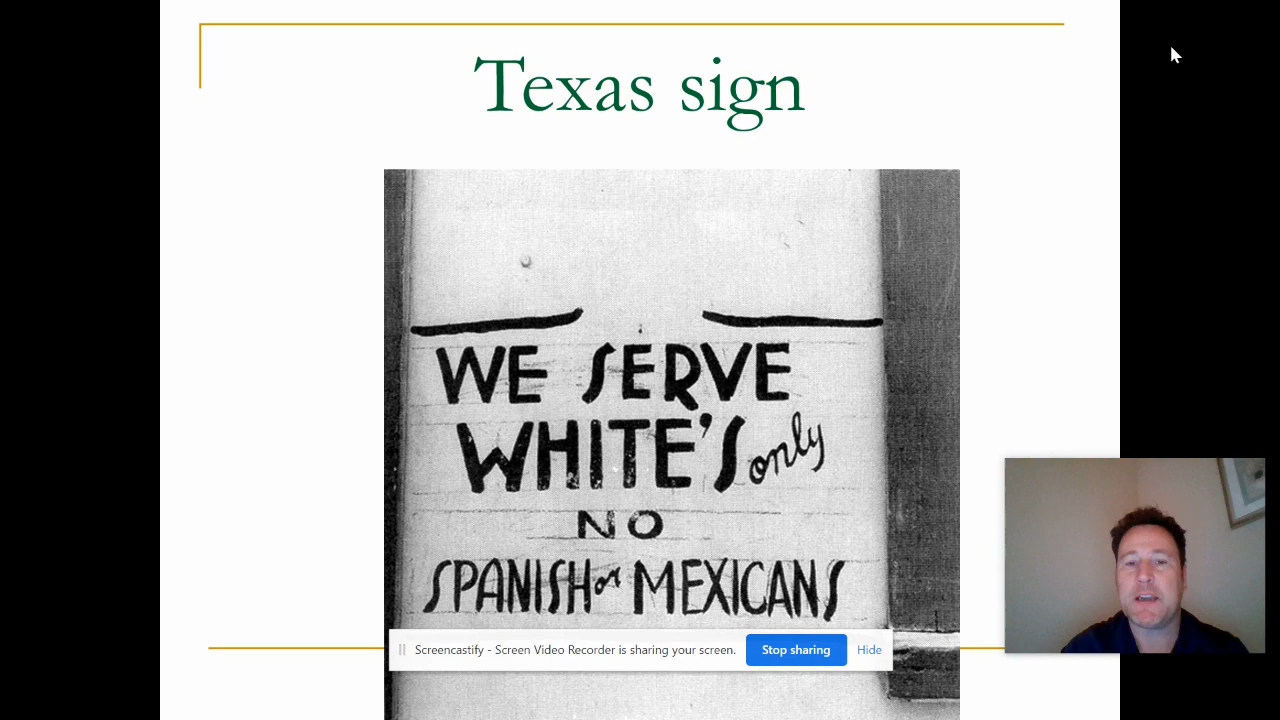 Texas sign
WE SERVE
WHITE'S only
NO
SPANISH or MEXICANS
Screencastify - Screen Video Recorder is sharing your screen. Stop sharing Hide